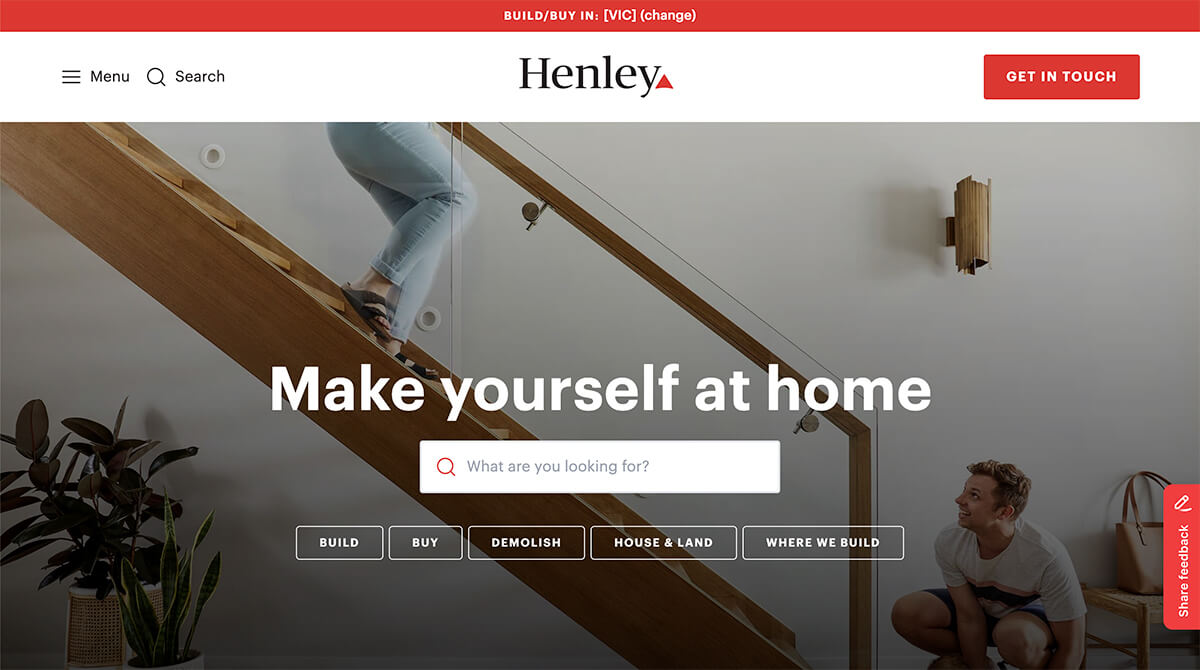 BUILD/BUY IN: [VIC] (change)
Menu
Search
Henley
GET IN TOUCH
Make yourself at home
What are you looking for?
BUILD
BUY
DEMOLISH
HOUSE & LAND
WHERE WE BUILD
Share feedback